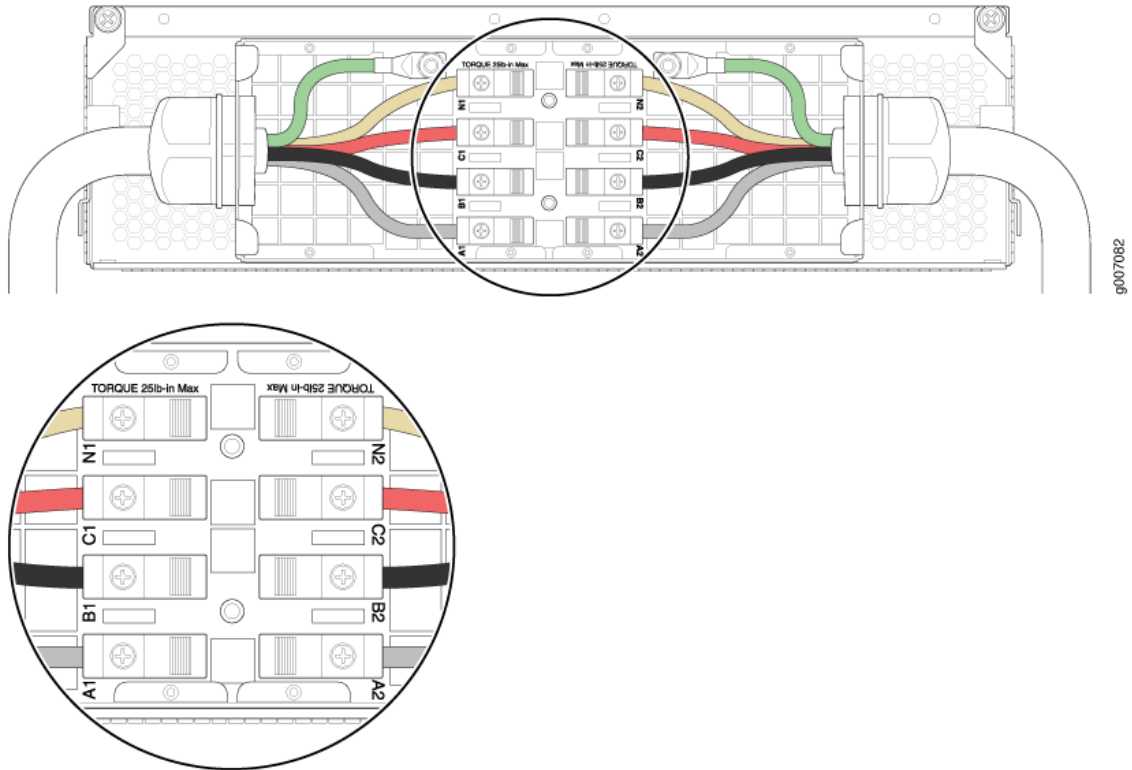 TORQUE 25lb-in Max
TORQUE 25lb-in Max
N1
N2
C1
C2
B1
B2
A1
A2
g007082
TORQUE 25lb-in Max
TORQUE 25lb-in Max
N1
N2
C1
C2
B1
B2
A1
A2